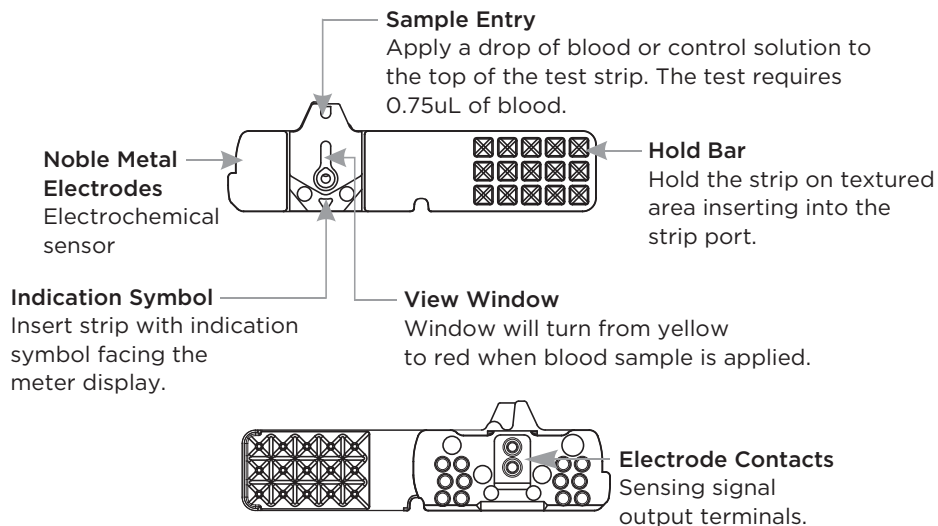 Sample Entry
Apply a drop of blood or control solution to
the top of the test strip. The test requires
0.75uL of blood.
Noble Metal
Electrodes
Electrochemical
sensor
Hold Bar
Hold the strip on textured
area inserting into the
strip port.
Indication Symbol
Insert strip with indication
symbol facing the
meter display.
View Window
Window will turn from yellow
to red when blood sample is applied.
Electrode Contacts
Sensing signal
output terminals.